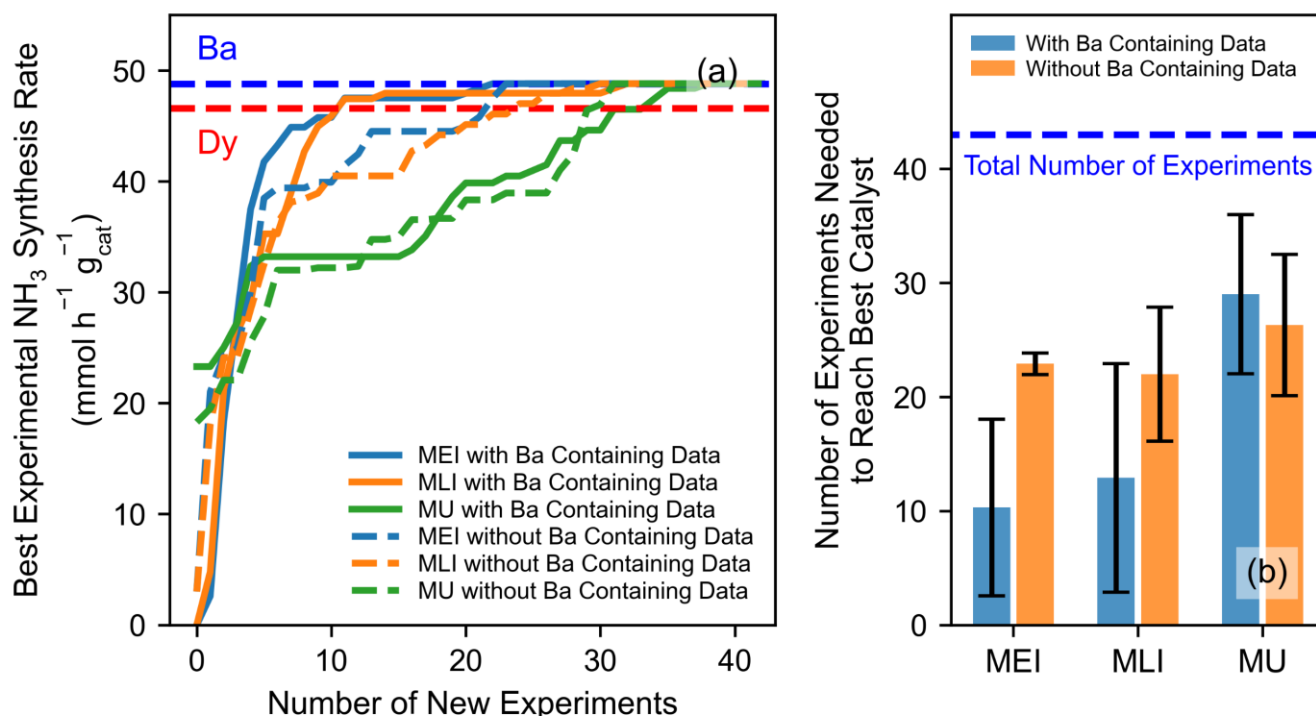 Best Experimental NH₃ Synthesis Rate
(mmol h⁻¹ g⁻¹cat)
50
40
30
20
10
0
Ba
(a)
Dy
MEI with Ba Containing Data
MLI with Ba Containing Data
MU with Ba Containing Data
MEI without Ba Containing Data
MLI without Ba Containing Data
MU without Ba Containing Data
0 10 20 30 40
Number of New Experiments
Number of Experiments Needed
to Reach Best Catalyst
40
30
20
10
0
With Ba Containing Data
Without Ba Containing Data
Total Number of Experiments
(b)
MEI MLI MU